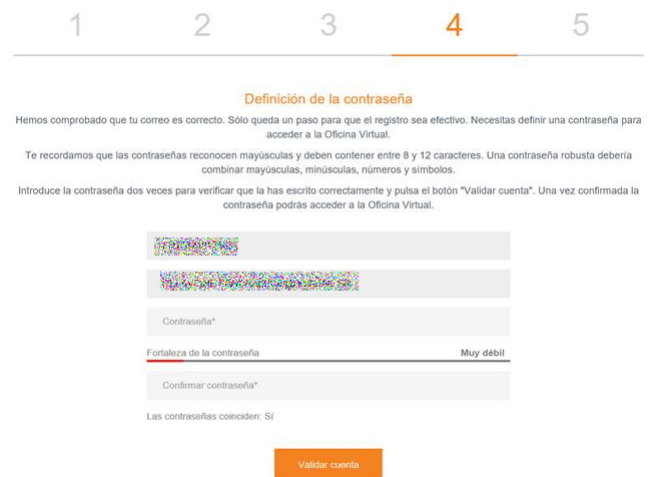 1 2 3 4 5
Definición de la contraseña
Hemos comprobado que tu correo es correcto. Sólo queda un paso para que el registro sea efectivo. Necesitas definir una contraseña para
acceder a la Oficina Virtual.
Te recordamos que las contraseñas reconocen mayúsculas y deben contener entre 8 y 12 caracteres. Una contraseña robusta debería
combinar mayúsculas, minúsculas, números y símbolos.
Introduce la contraseña dos veces para verificar que la has escrito correctamente y pulsa el botón "Validar cuenta". Una vez confirmada la
contraseña podrás acceder a la Oficina Virtual.
Contraseña*
Fortaleza de la contraseña Muy débil
Confirmar contraseña*
Las contraseñas coinciden: Sí
Validar cuenta